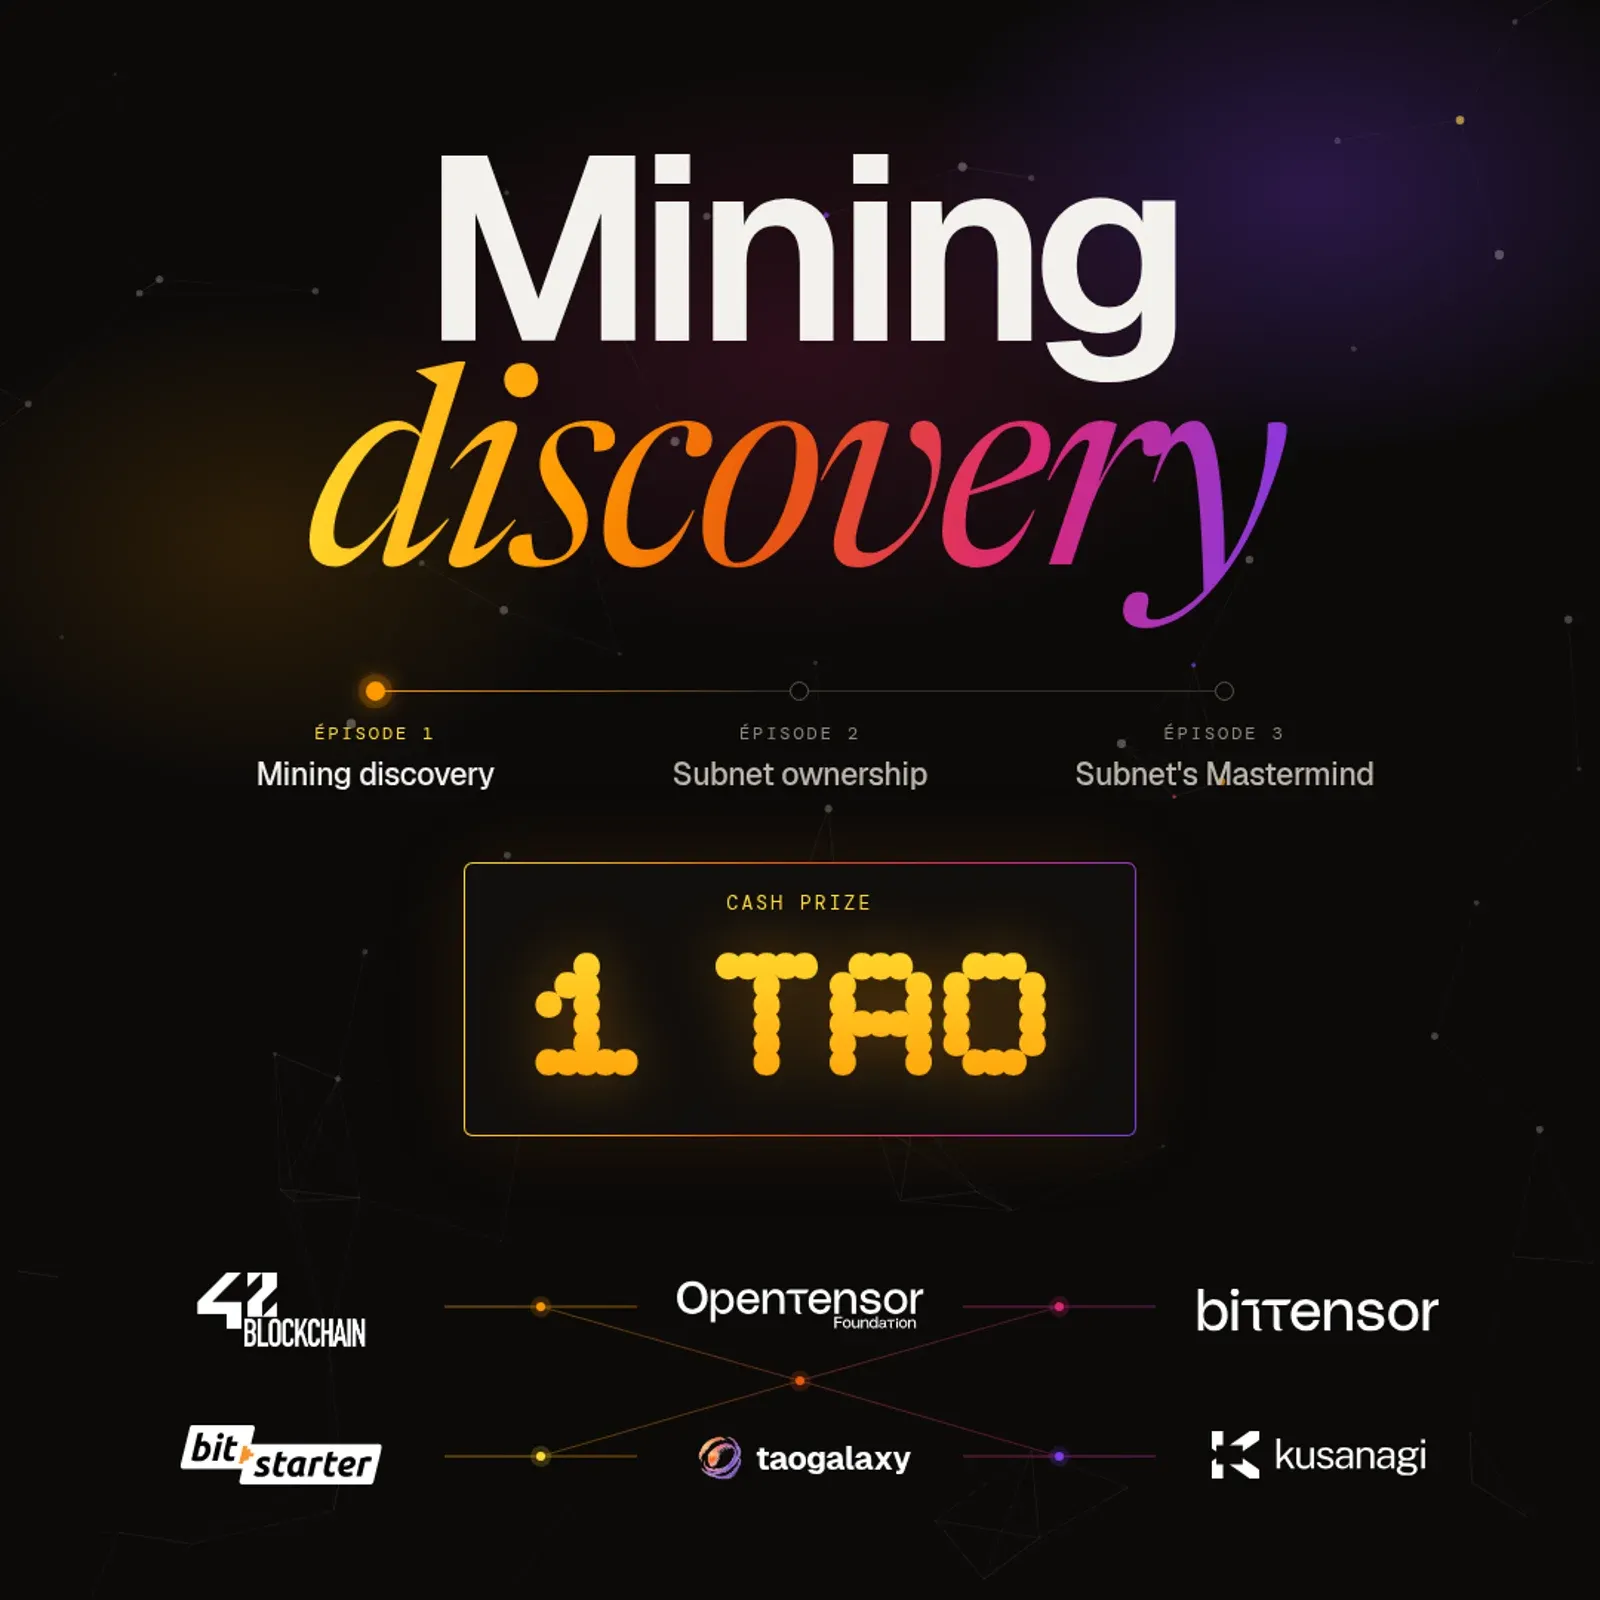 Mining
discovery
ÉPISODE 1
Mining discovery
ÉPISODE 2
Subnet ownership
ÉPISODE 3
Subnet's Mastermind
CASH PRIZE
1 TAO
42
BLOCKCHAIN
OpenTensor
Foundation
bittensor
bit starter
taogalaxy
kusanagi